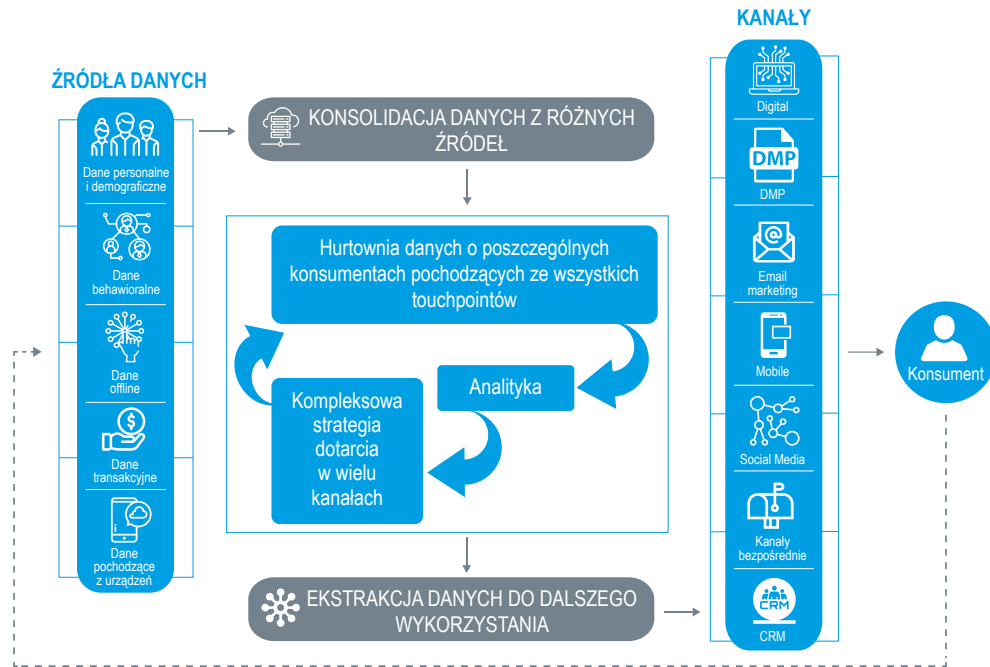 ŹRÓDŁA DANYCH
Dane personalne
i demograficzne
Dane
behawioralne
Dane
offline
$
Dane
transakcyjne
Dane
pochodzące
z urządzeń
KONSOLIDACJA DANYCH Z RÓŻNYCH
ŹRÓDEŁ
Hurtownia danych o poszczególnych
konsumentach pochodzących ze wszystkich
touchpointów
Analityka
Kompleksowa
strategia
dotarcia
w wielu
kanałach
EKSTRAKCJA DANYCH DO DALSZEGO
WYKORZYSTANIA
KANAŁY
Digital
DMP
DMP
@
Email
marketing
Mobile
Social Media
Kanały
bezpośrednie
CRM
CRM
Konsument